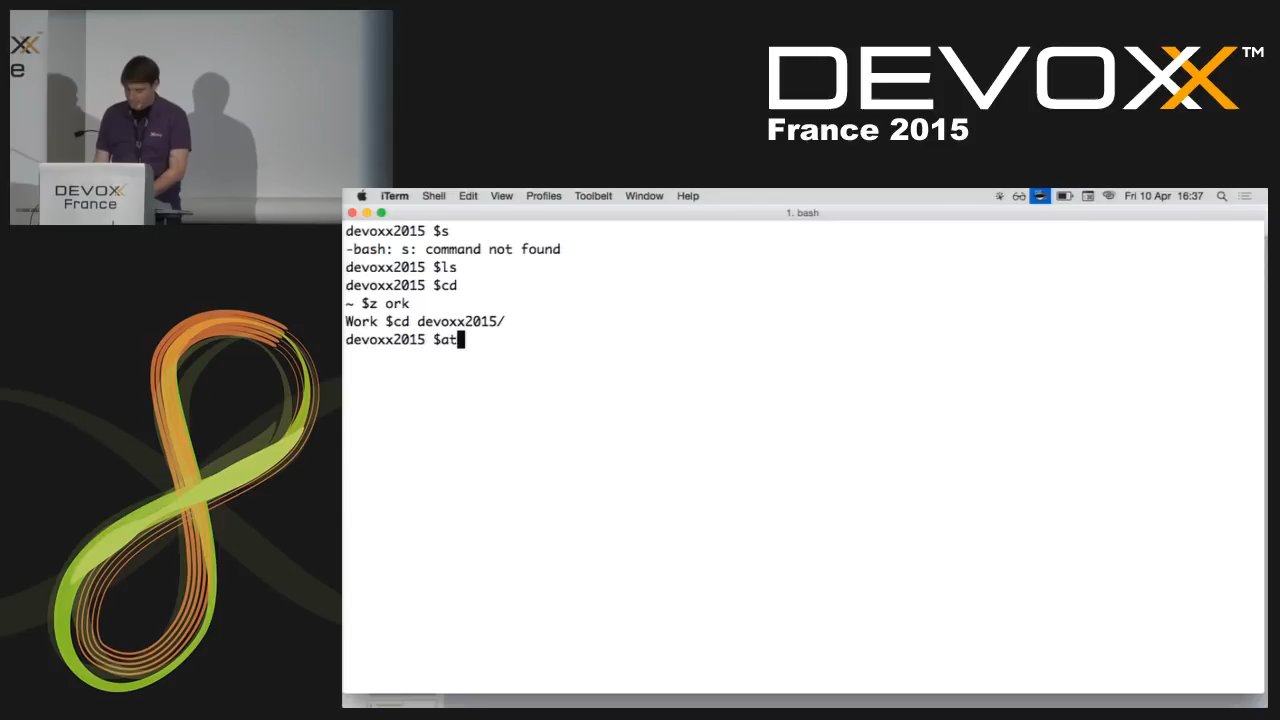 XX
e
DEVOXX
France
DEVOXX™
France 2015
iTerm Shell Edit View Profiles Toolbelt Window Help
Fri 10 Apr 16:37
1. bash
devoxx2015 $s
-bash: s: command not found
devoxx2015 $ls
devoxx2015 $cd
~ $z ork
Work $cd devoxx2015/
devoxx2015 $at